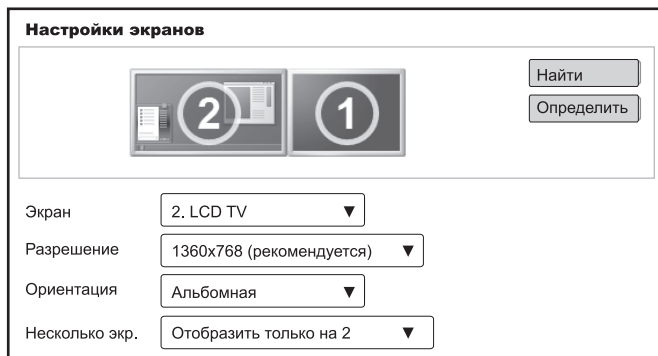 Настройки экранов
2
1
Найти
Определить
Экран
2. LCD TV
Разрешение
1360x768 (рекомендуется)
Ориентация
Альбомная
Несколько экр.
Отобразить только на 2